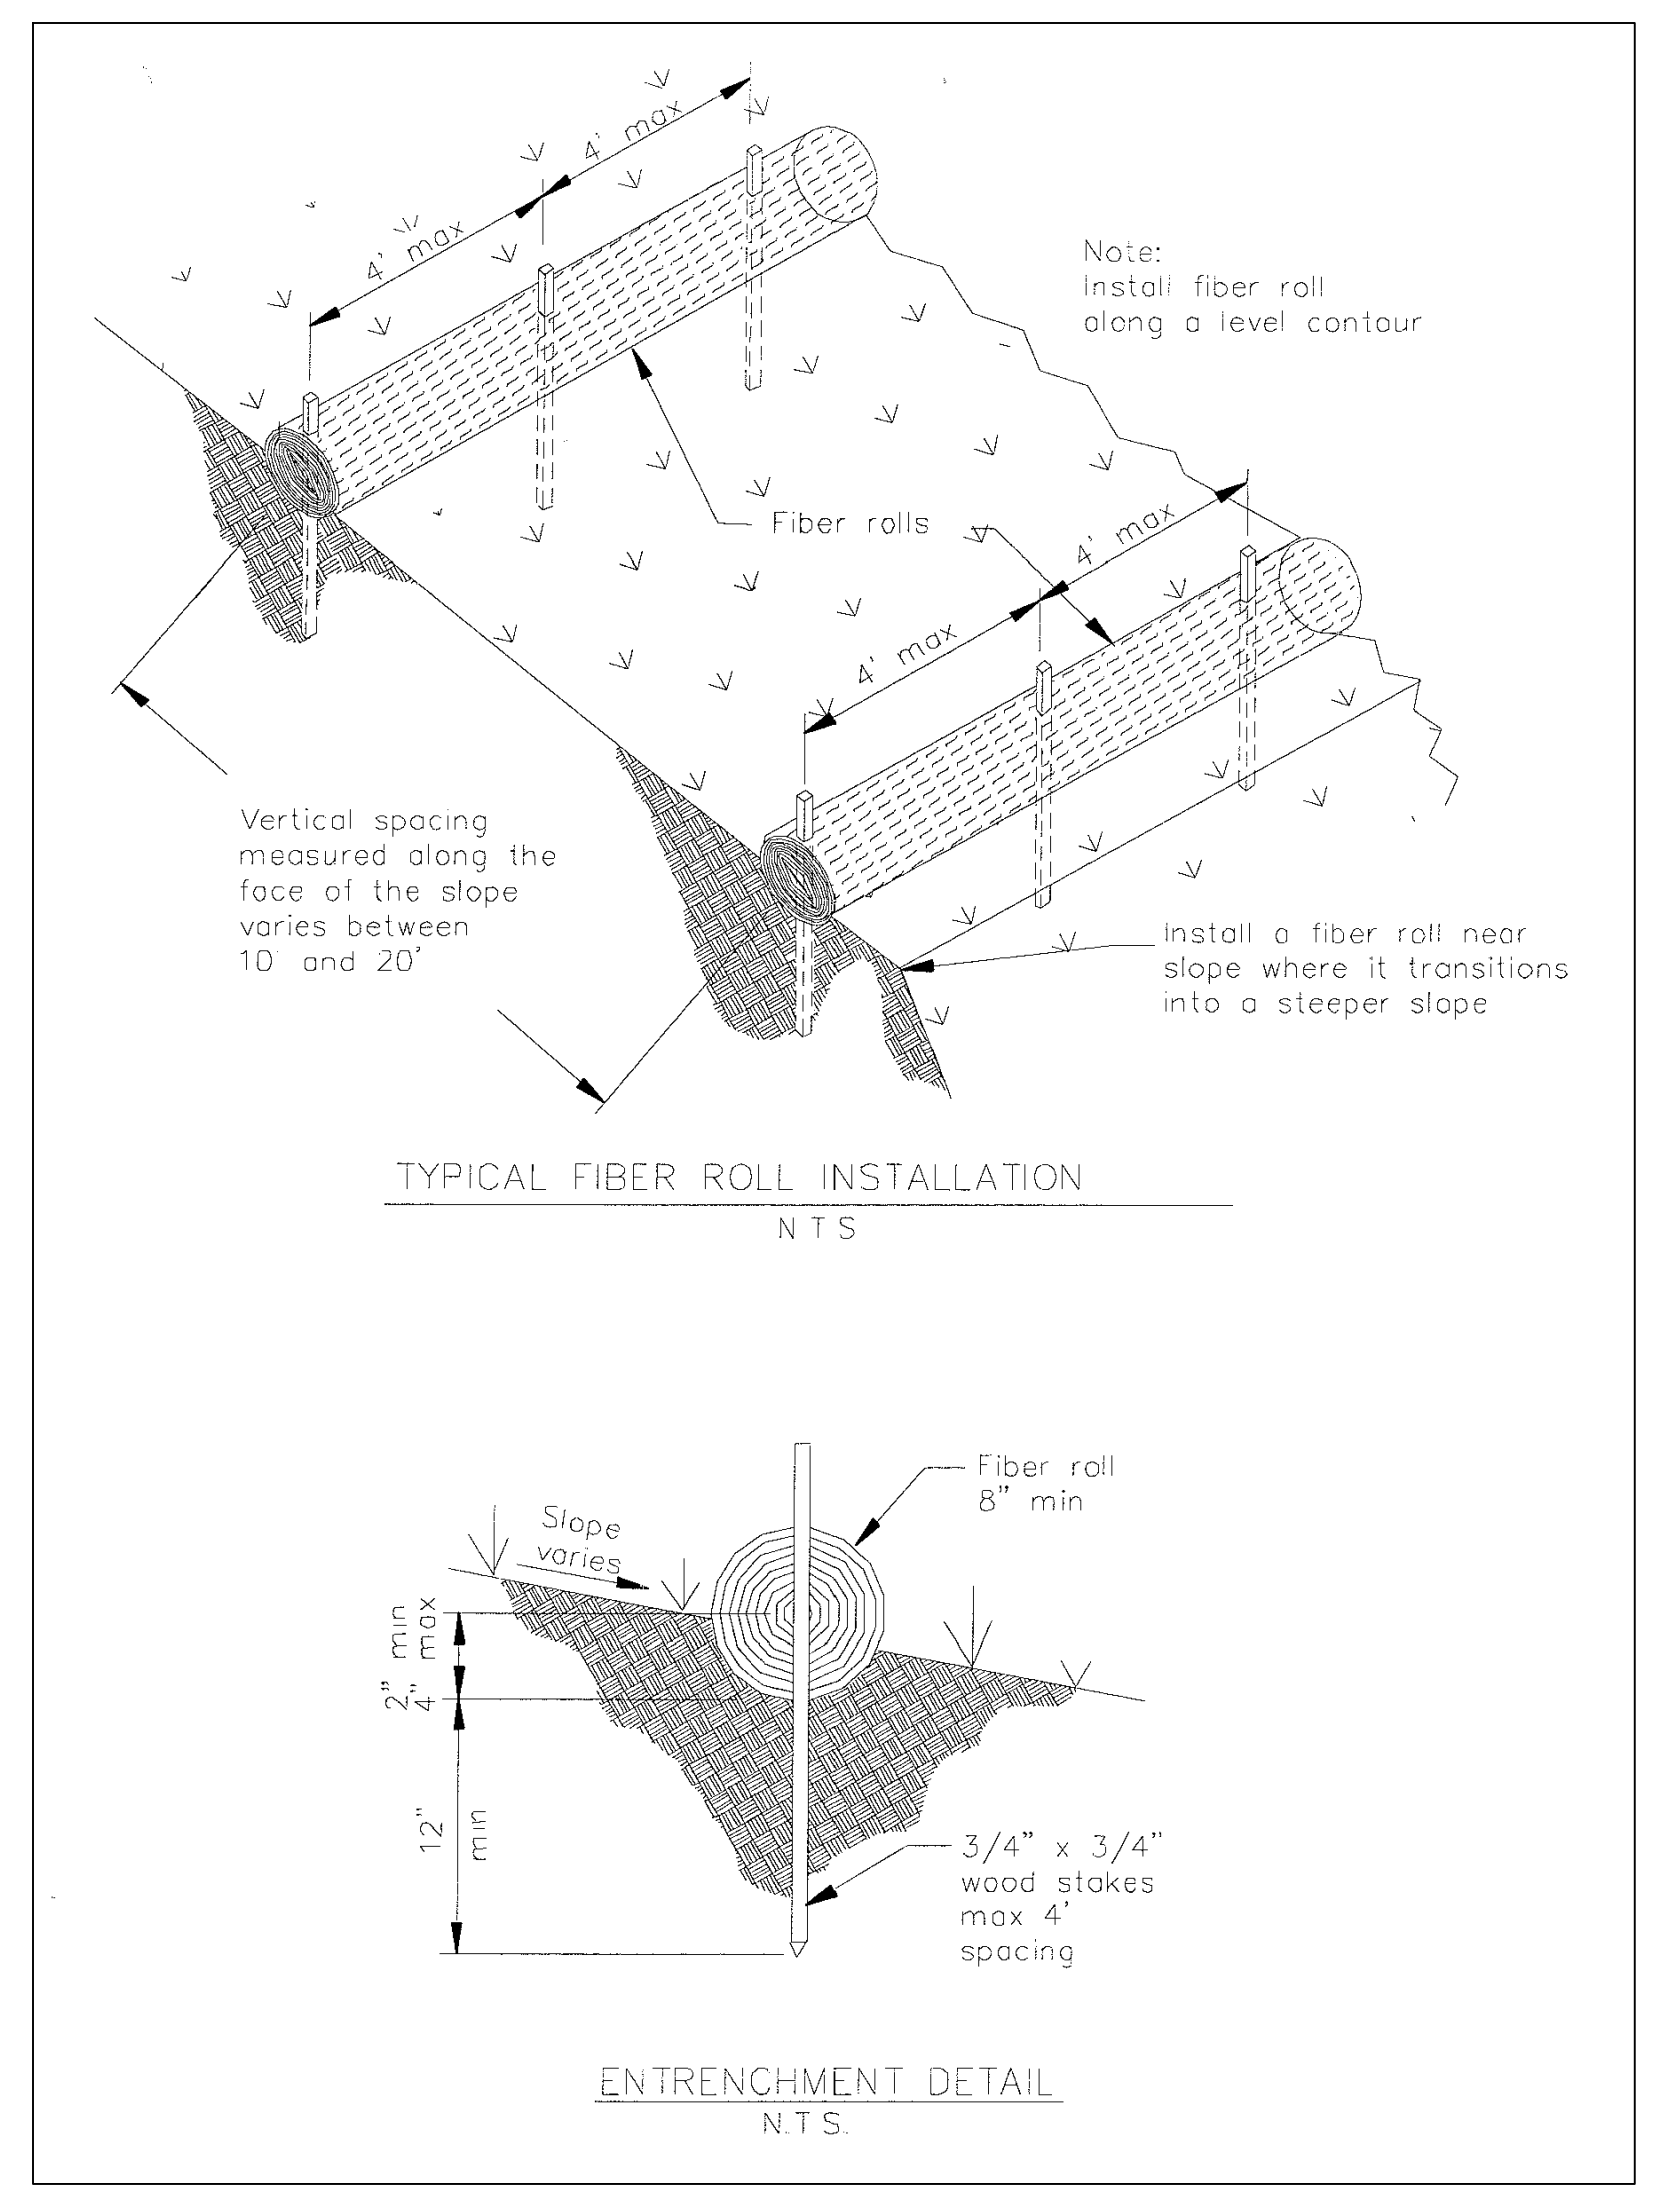 4' max
4' max
Note:
Install fiber roll
along a level contour
Fiber rolls
4' max
4' max
Vertical spacing
measured along the
face of the slope
varies between
10' and 20'
Install a fiber roll near
slope where it transitions
into a steeper slope
TYPICAL FIBER ROLL INSTALLATION
N T S
Fiber roll
8" min
Slope
varies
2" min
4" max
12"
min
3/4" x 3/4"
wood stakes
max 4'
spacing
ENTRENCHMENT DETAIL
N.T.S.